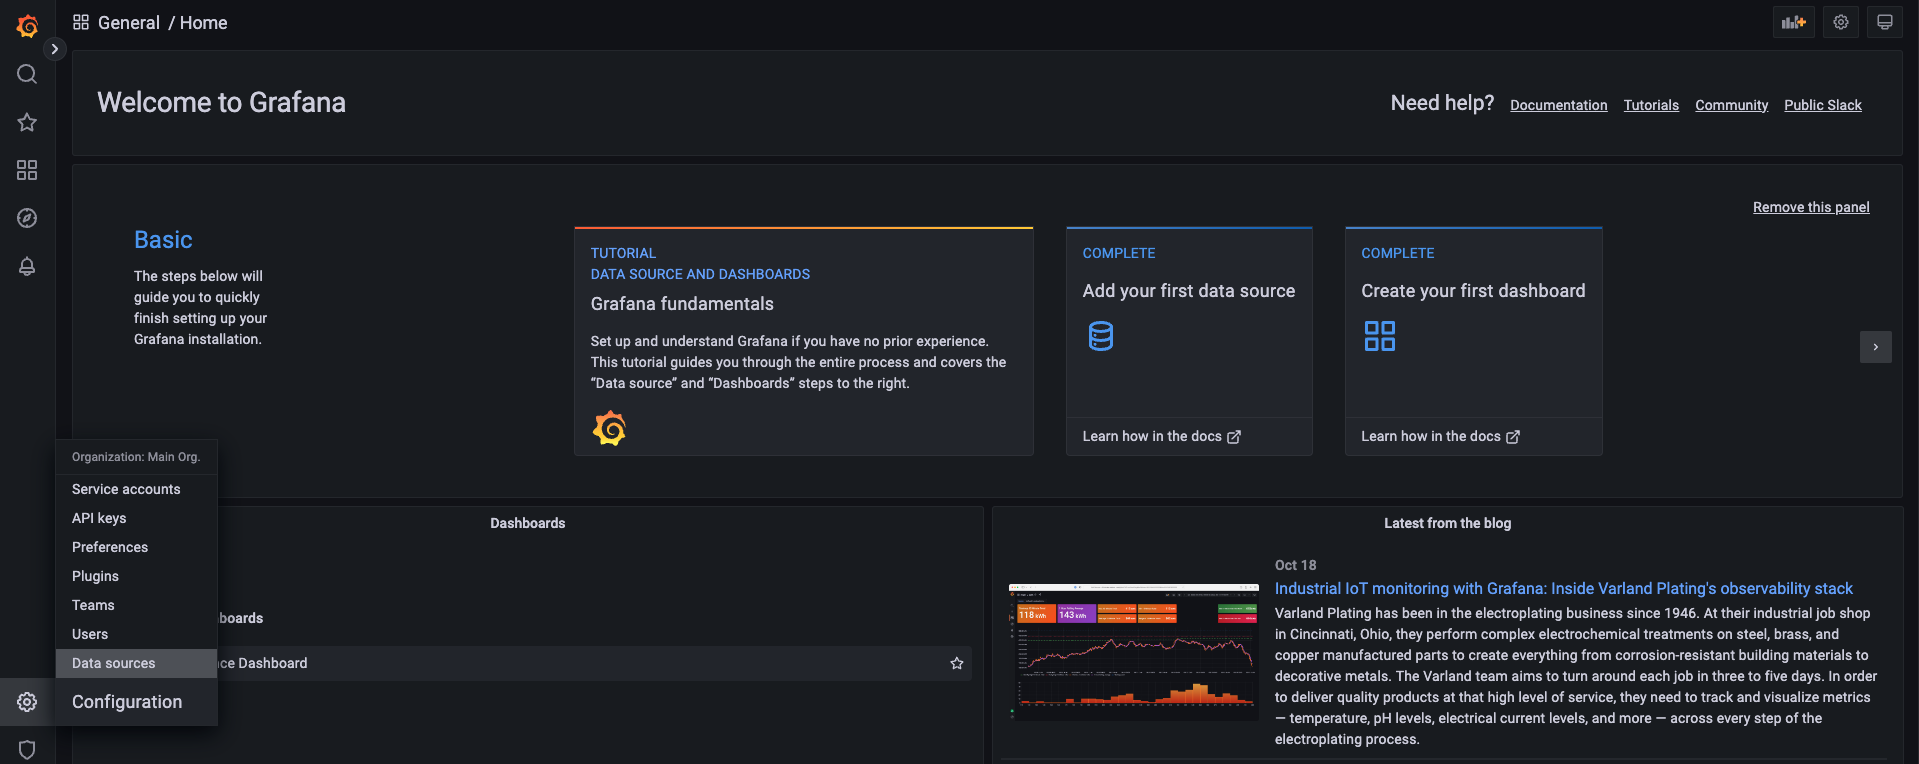 General / Home
Welcome to Grafana
Need help? Documentation Tutorials Community Public Slack
Remove this panel
Basic
The steps below will
guide you to quickly
finish setting up your
Grafana installation.
TUTORIAL
DATA SOURCE AND DASHBOARDS
Grafana fundamentals
Set up and understand Grafana if you have no prior experience.
This tutorial guides you through the entire process and covers the
“Data source” and “Dashboards” steps to the right.
COMPLETE
Add your first data source
Learn how in the docs
COMPLETE
Create your first dashboard
Learn how in the docs
Organization: Main Org.
Service accounts
API keys
Preferences
Plugins
Teams
Users
Data sources
Configuration
Dashboards
boards
ce Dashboard
Latest from the blog
Oct 18
Industrial IoT monitoring with Grafana: Inside Varland Plating's observability stack
Varland Plating has been in the electroplating business since 1946. At their industrial job shop
in Cincinnati, Ohio, they perform complex electrochemical treatments on steel, brass, and
copper manufactured parts to create everything from corrosion-resistant building materials to
decorative metals. The Varland team aims to turn around each job in three to five days. In order
to deliver quality products at that high level of service, they need to track and visualize metrics
— temperature, pH levels, electrical current levels, and more — across every step of the
electroplating process.
118 kWh
143 kWh